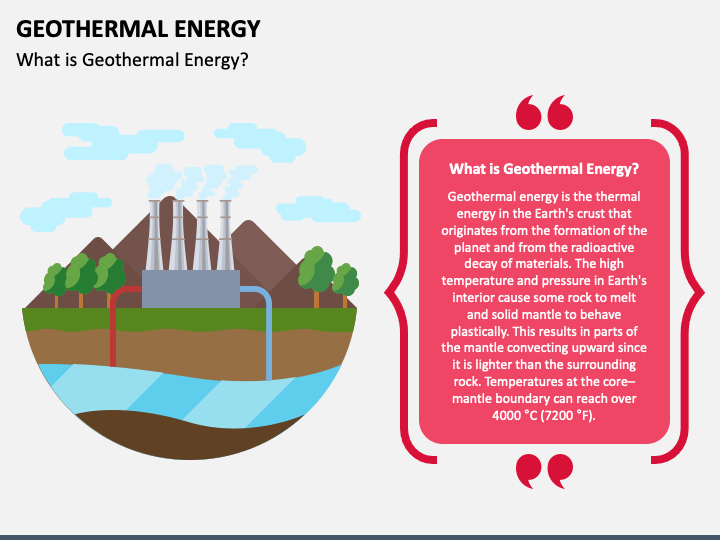 GEOTHERMAL ENERGY
What is Geothermal Energy?
What is Geothermal Energy?
Geothermal energy is the thermal
energy in the Earth's crust that
originates from the formation of the
planet and from the radioactive
decay of materials. The high
temperature and pressure in Earth's
interior cause some rock to melt
and solid mantle to behave
plastically. This results in parts of
the mantle convecting upward since
it is lighter than the surrounding
rock. Temperatures at the core–
mantle boundary can reach over
4000 °C (7200 °F).